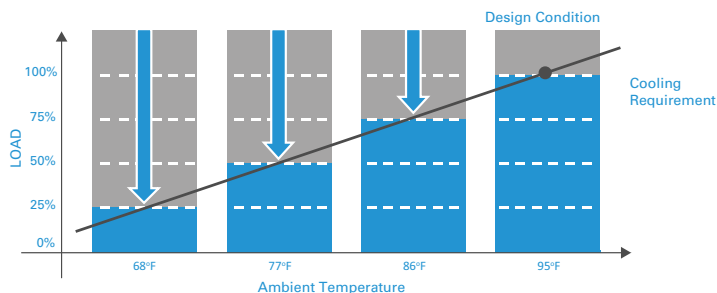 Design Condition
100%
Cooling
Requirement
75%
LOAD
50%
25%
0%
68°F
77°F
86°F
95°F
Ambient Temperature